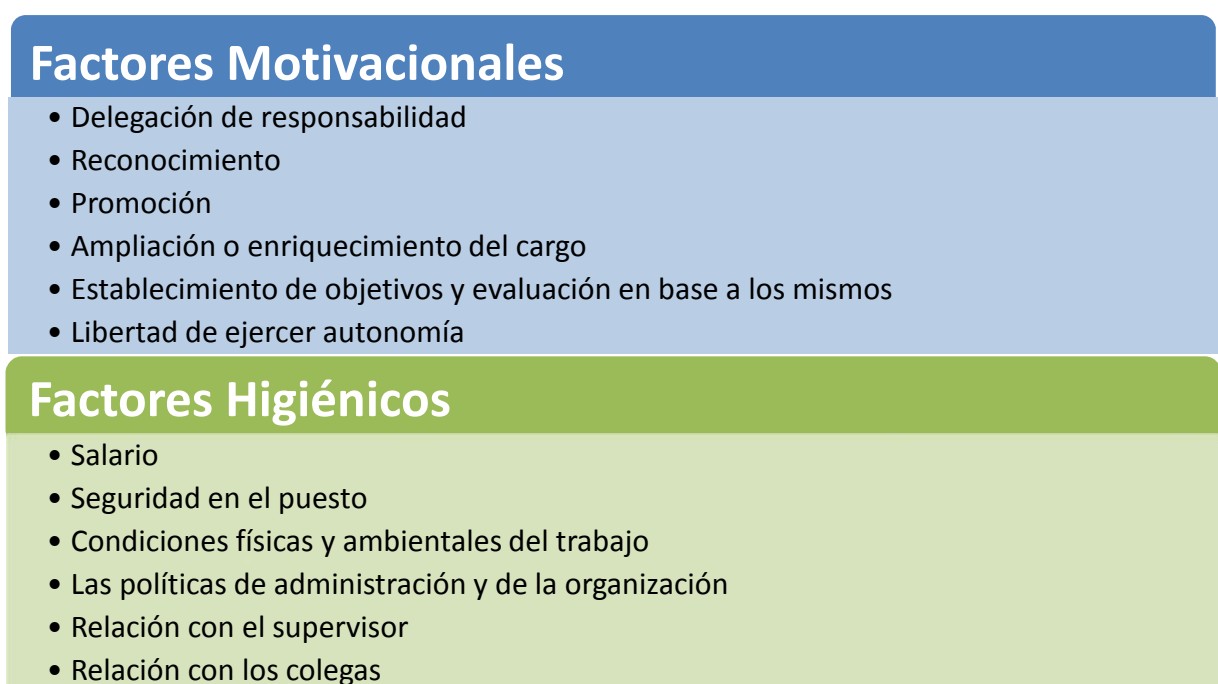 Factores Motivacionales
• Delegación de responsabilidad
• Reconocimiento
• Promoción
• Ampliación o enriquecimiento del cargo
• Establecimiento de objetivos y evaluación en base a los mismos
• Libertad de ejercer autonomía
Factores Higiénicos
• Salario
• Seguridad en el puesto
• Condiciones físicas y ambientales del trabajo
• Las políticas de administración y de la organización
• Relación con el supervisor
• Relación con los colegas